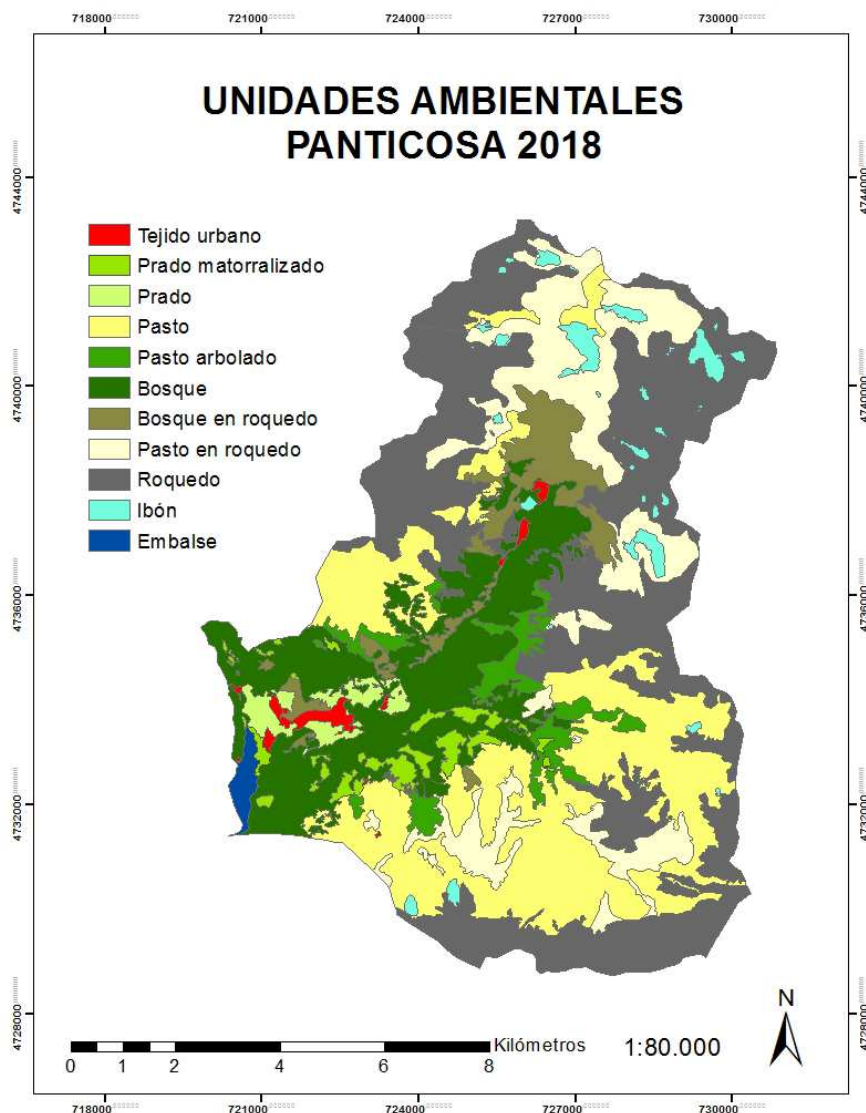 718000 721000 724000 727000 730000
UNIDADES AMBIENTALES
PANTICOSA 2018
4744000 4744000
Tejido urbano
Prado matorralizado
Prado
Pasto
Pasto arbolado
Bosque
Bosque en roquedo
Pasto en roquedo
Roquedo
Ibón
Embalse
4740000 4740000
4736000 4736000
4732000 4732000
4728000 4728000
N
Kilómetros
0 1 2 4 6 8
1:80.000
718000 721000 724000 727000 730000